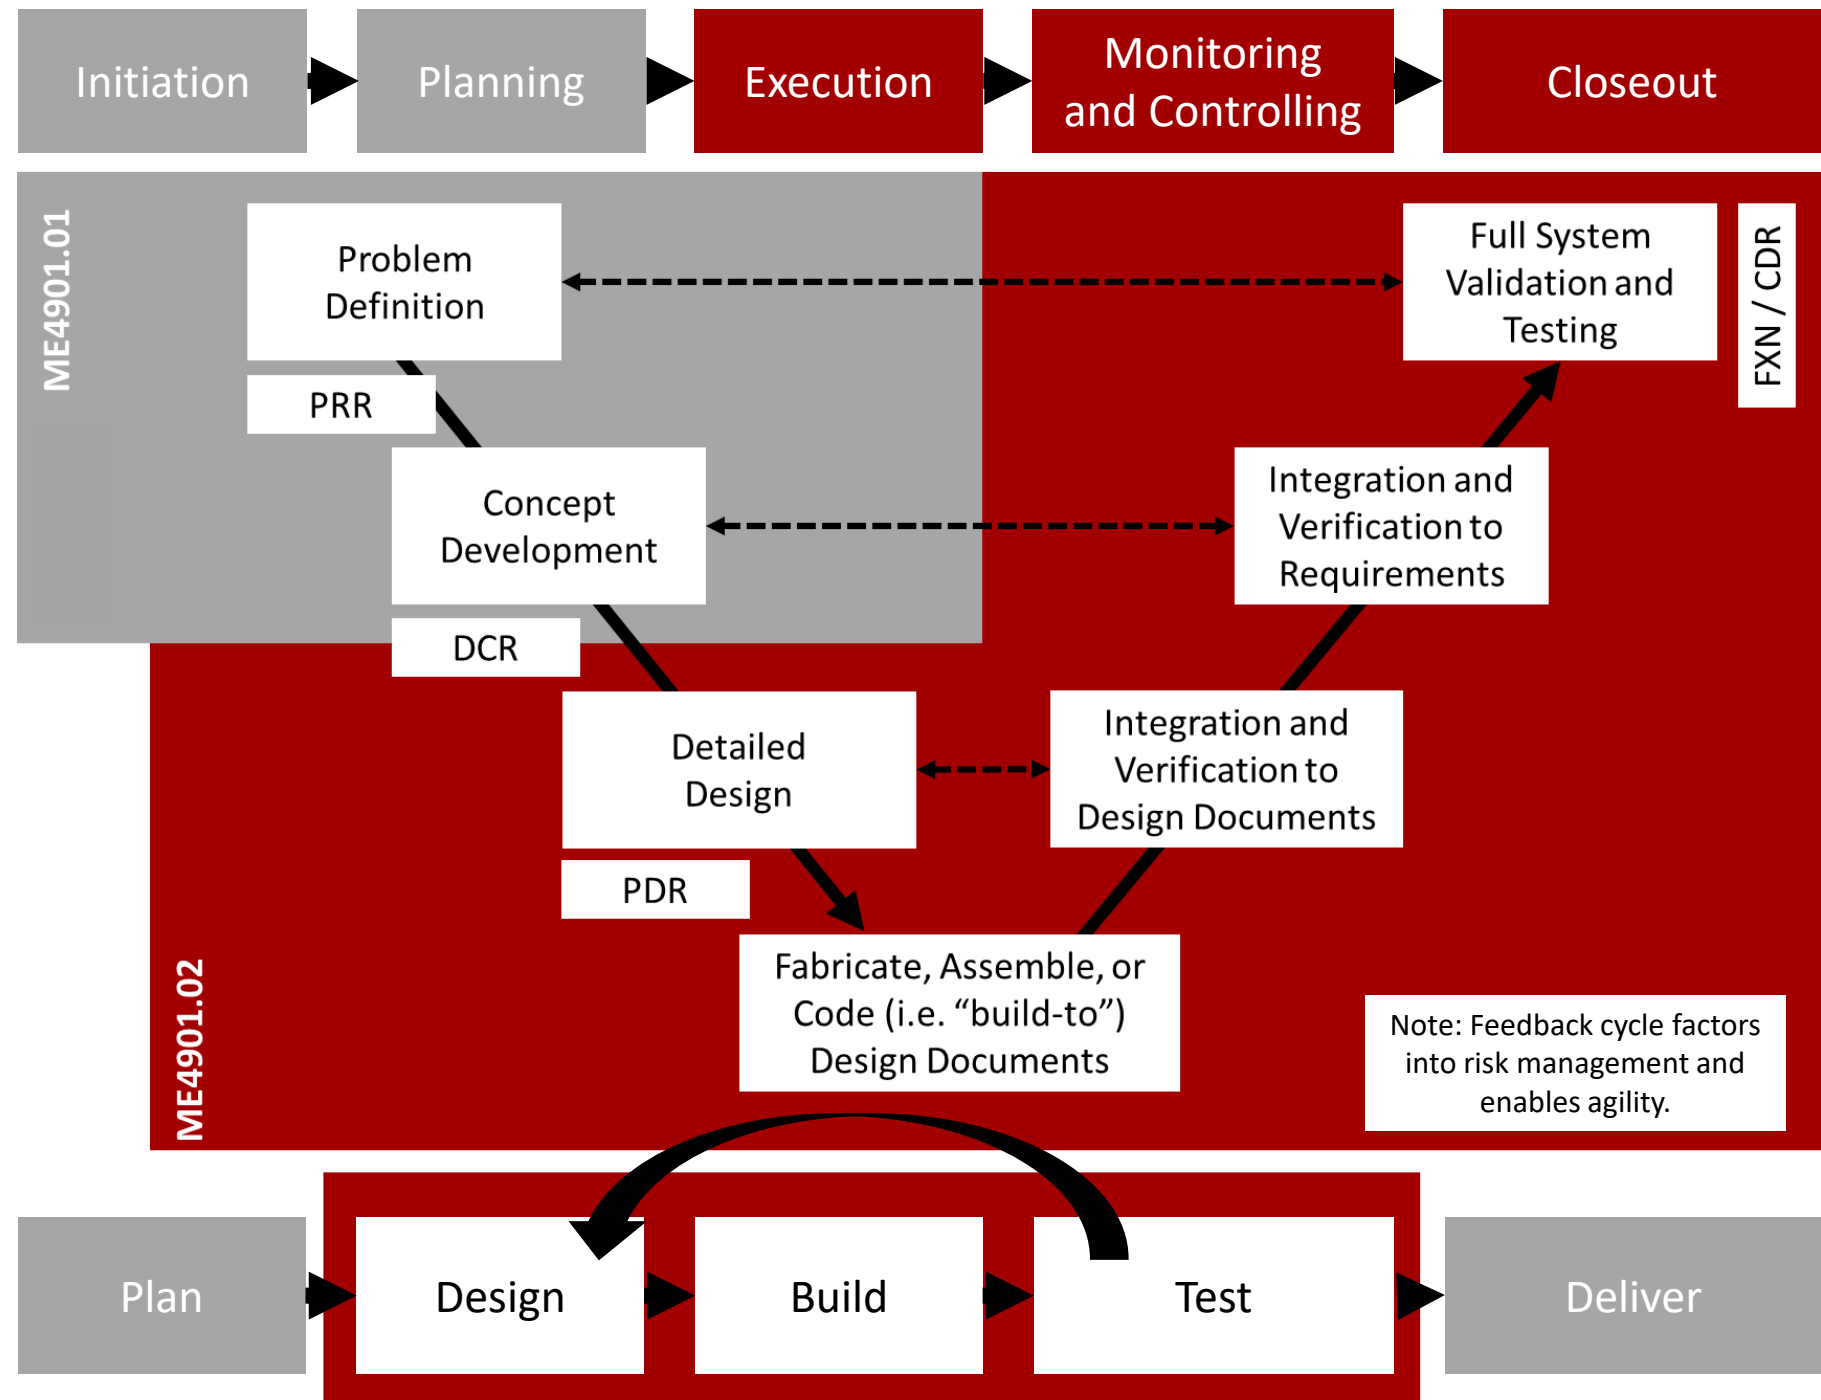 Initiation
Planning
Execution
Monitoring
and Controlling
Closeout
ME4901.01
Problem
Definition
Full System
Validation and
Testing
FXN / CDR
PRR
Concept
Development
Integration and
Verification to
Requirements
DCR
Detailed
Design
Integration and
Verification to
Design Documents
PDR
ME4901.02
Fabricate, Assemble, or
Code (i.e. “build-to”)
Design Documents
Note: Feedback cycle factors
into risk management and
enables agility.
Plan
Design
Build
Test
Deliver